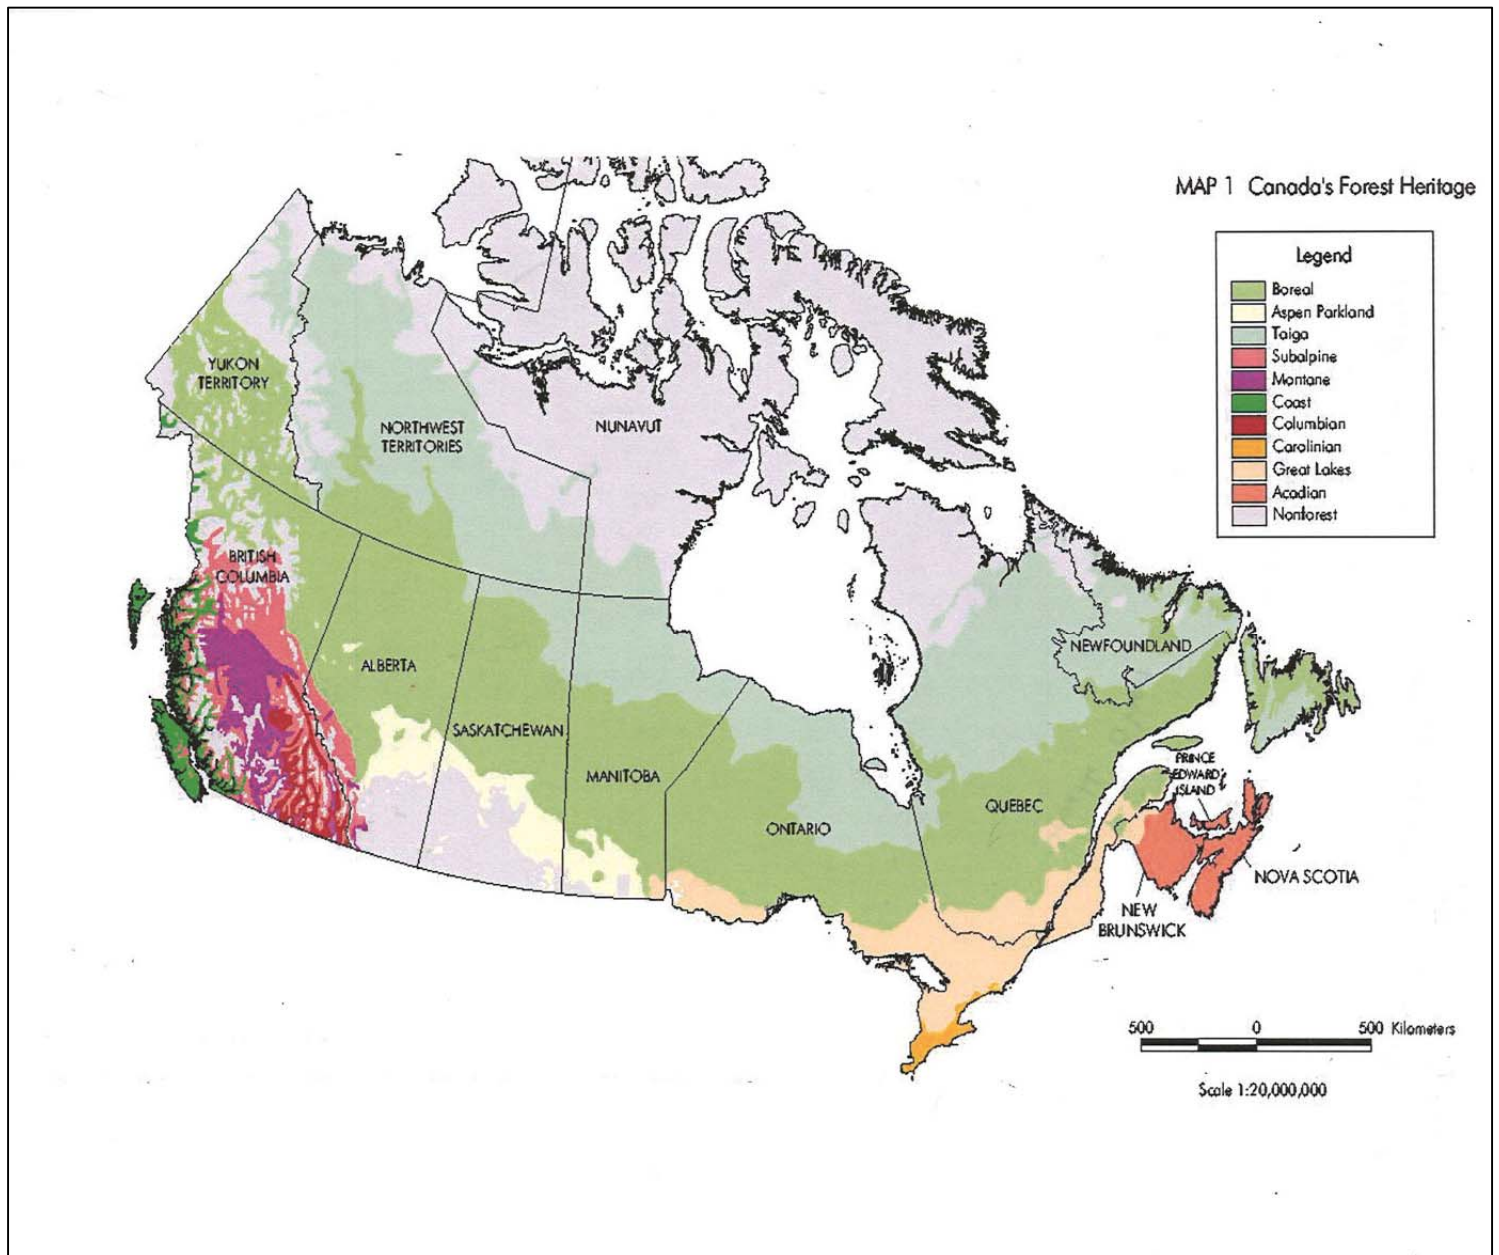 MAP 1 Canada's Forest Heritage
Legend
Boreal
Aspen Parkland
Taiga
Subalpine
Montane
Coast
Columbian
Carolinian
Great Lakes
Acadian
Nonforest
YUKON
TERRITORY
NORTHWEST
TERRITORIES
NUNAVUT
BRITISH
COLUMBIA
ALBERTA
SASKATCHEWAN
MANITOBA
ONTARIO
QUEBEC
NEWFOUNDLAND
PRINCE
EDWARD
ISLAND
NOVA SCOTIA
NEW
BRUNSWICK
500 0 500 Kilometers
Scale 1:20,000,000